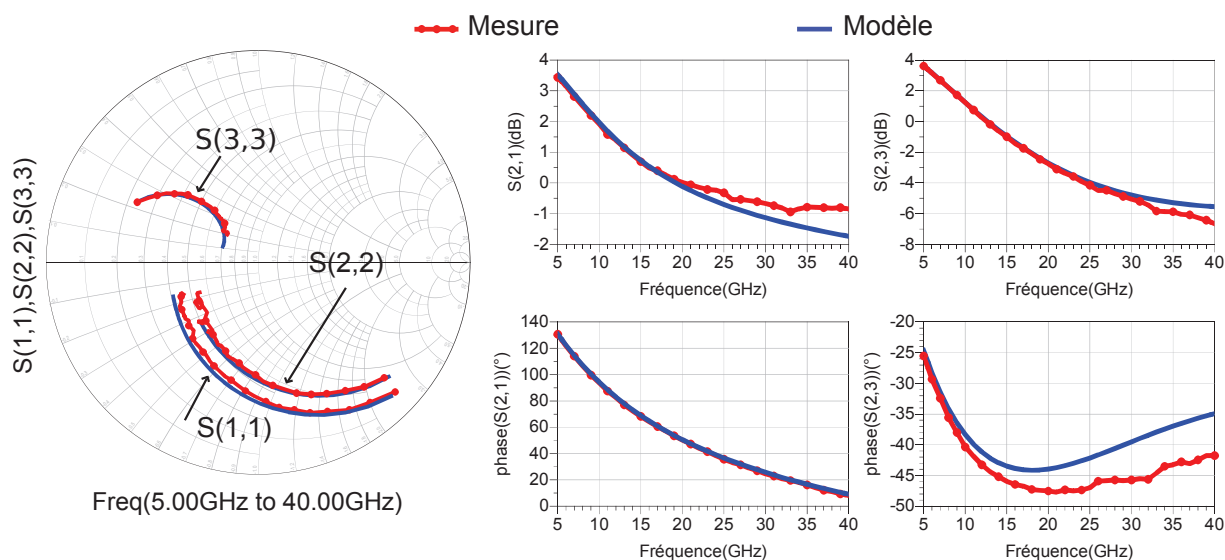 Mesure
Modèle
S(1,1),S(2,2),S(3,3)
S(3,3)
S(2,2)
S(1,1)
Freq(5.00GHz to 40.00GHz)
S(2,1)(dB)
4
3
2
1
0
-1
-2
5 10 15 20 25 30 35 40
Fréquence(GHz)
S(2,3)(dB)
4
2
0
-2
-4
-6
-8
5 10 15 20 25 30 35 40
Fréquence(GHz)
phase(S(2,1))(°)
140
120
100
80
60
40
20
0
5 10 15 20 25 30 35 40
Fréquence(GHz)
phase(S(2,3))(°)
-20
-25
-30
-35
-40
-45
-50
5 10 15 20 25 30 35 40
Fréquence(GHz)